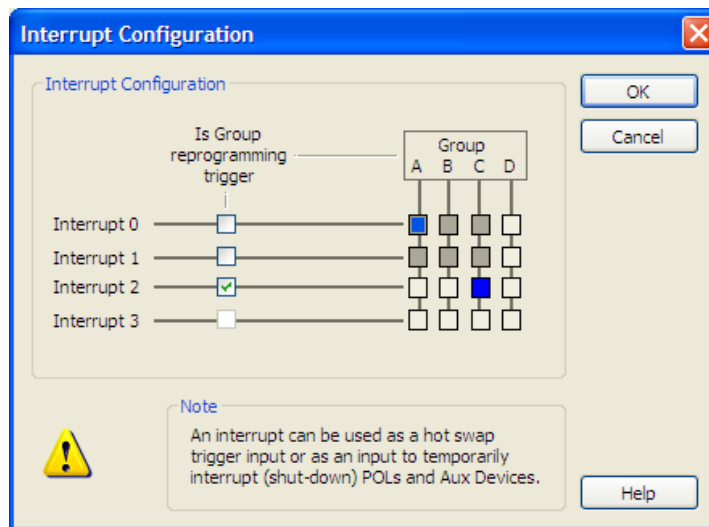 Interrupt Configuration
Interrupt Configuration
OK
Cancel
Is Group
reprogramming
trigger
Group
A B C D
Interrupt 0
Interrupt 1
Interrupt 2
Interrupt 3
Note
An interrupt can be used as a hot swap
trigger input or as an input to temporarily
interrupt (shut-down) POLs and Aux Devices.
Help